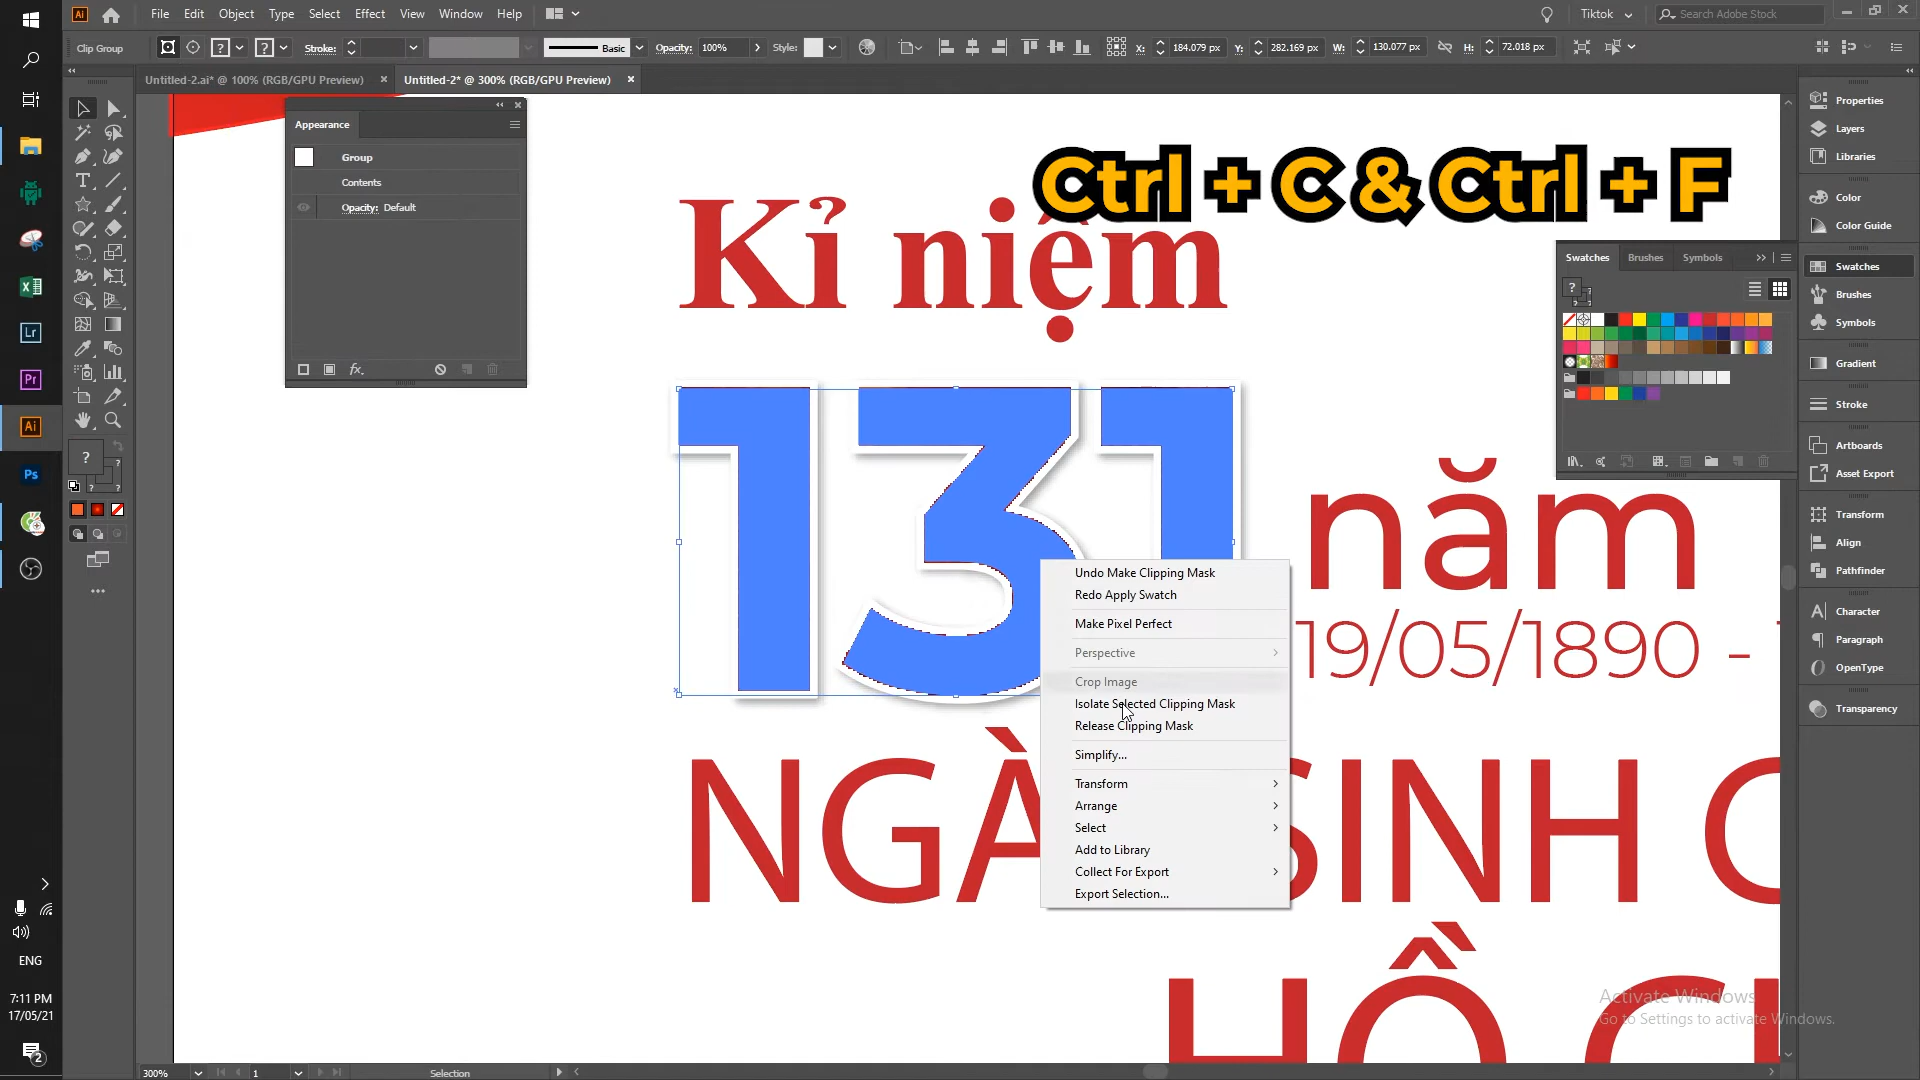 File Edit Object Type Select Effect View Window Help
Tiktok
Search Adobe Stock
Clip Group
Stroke:
Basic
Opacity: 100%
Style:
X: 184.079 px
Y: 282.169 px
W: 130.077 px
H: 72.018 px
Untitled-2.ai* @ 100% (RGB/GPU Preview)
Untitled-2* @ 300% (RGB/GPU Preview)
Appearance
Group
Contents
Opacity: Default
Ctrl + C & Ctrl + F
Kỉ niệm
131
năm
19/05/1890 -
NGÀ
SINH C
HỒ
Undo Make Clipping Mask
Redo Apply Swatch
Make Pixel Perfect
Perspective
Crop Image
Isolate Selected Clipping Mask
Release Clipping Mask
Simplify...
Transform
Arrange
Select
Add to Library
Collect For Export
Export Selection...
Swatches Brushes Symbols
Properties
Layers
Libraries
Color
Color Guide
Swatches
Brushes
Symbols
Gradient
Stroke
Artboards
Asset Export
Transform
Align
Pathfinder
Character
Paragraph
OpenType
Transparency
Lr
Pr
Ai
Ps
ENG
7:11 PM
17/05/21
2
Activate Windows
Go to Settings to activate Windows.
300%
1
Selection